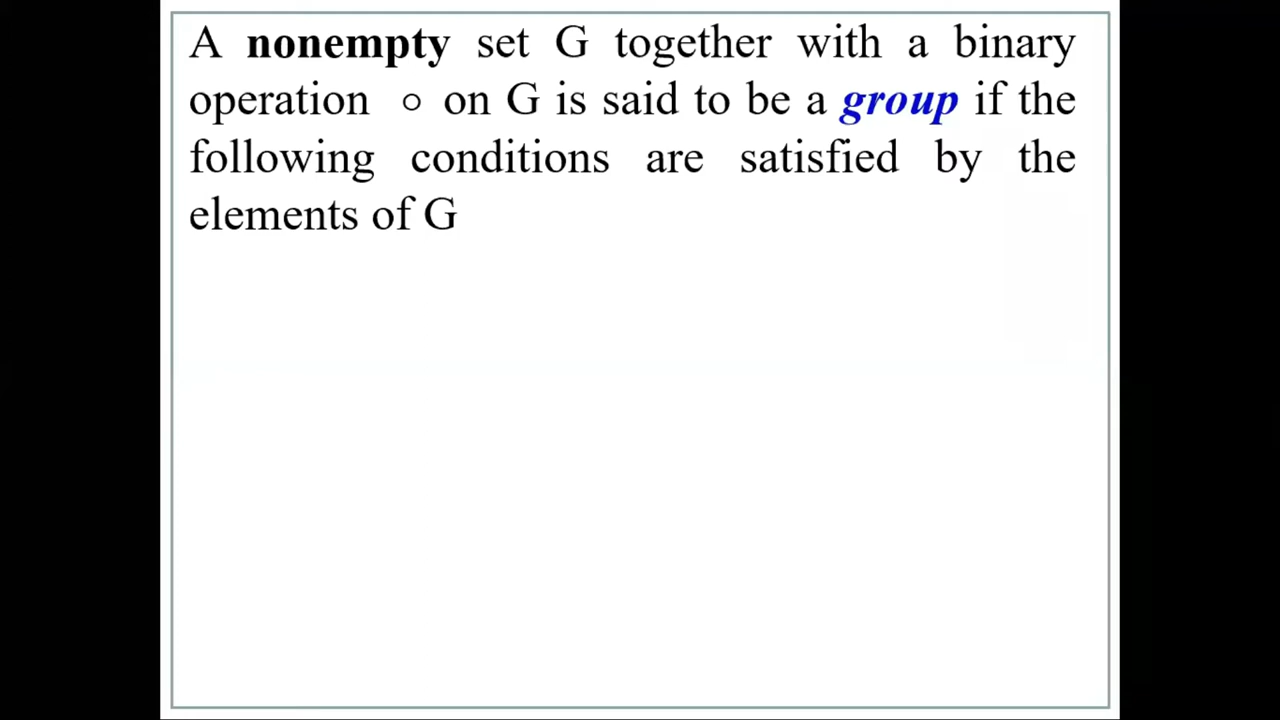 A nonempty set G together with a binary
operation ∘ on G is said to be a group if the
following conditions are satisfied by the
elements of G